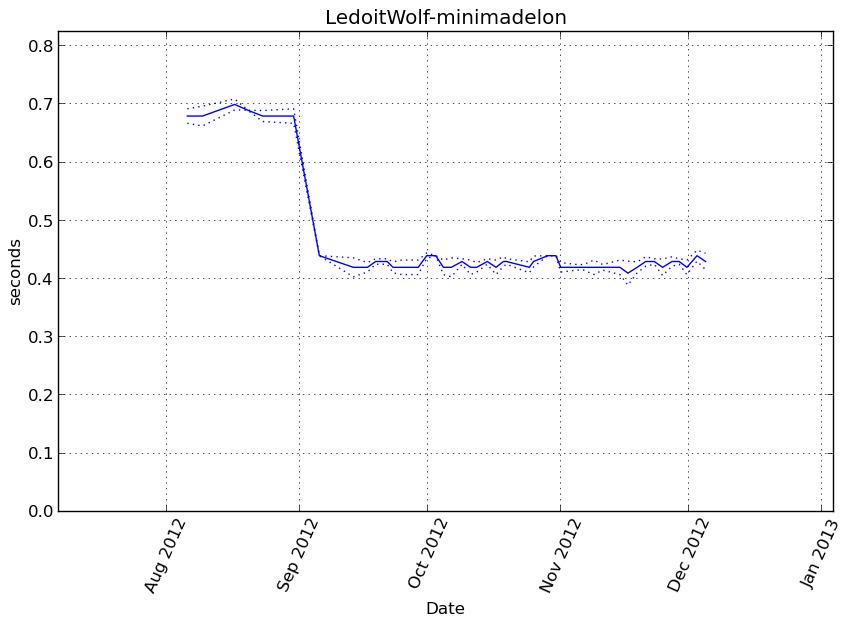 LedoitWolf-minimadelon
0.8
0.7
0.6
0.5
0.4
0.3
0.2
0.1
0.0
seconds
Aug 2012
Sep 2012
Oct 2012
Nov 2012
Dec 2012
Jan 2013
Date